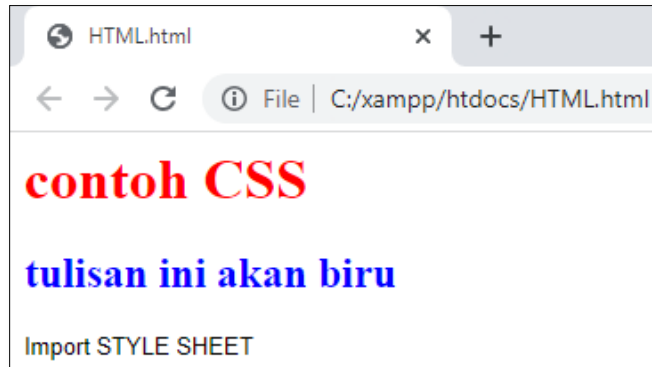 HTML.html
File | C:/xampp/htdocs/HTML.html
contoh CSS
tulisan ini akan biru
Import STYLE SHEET